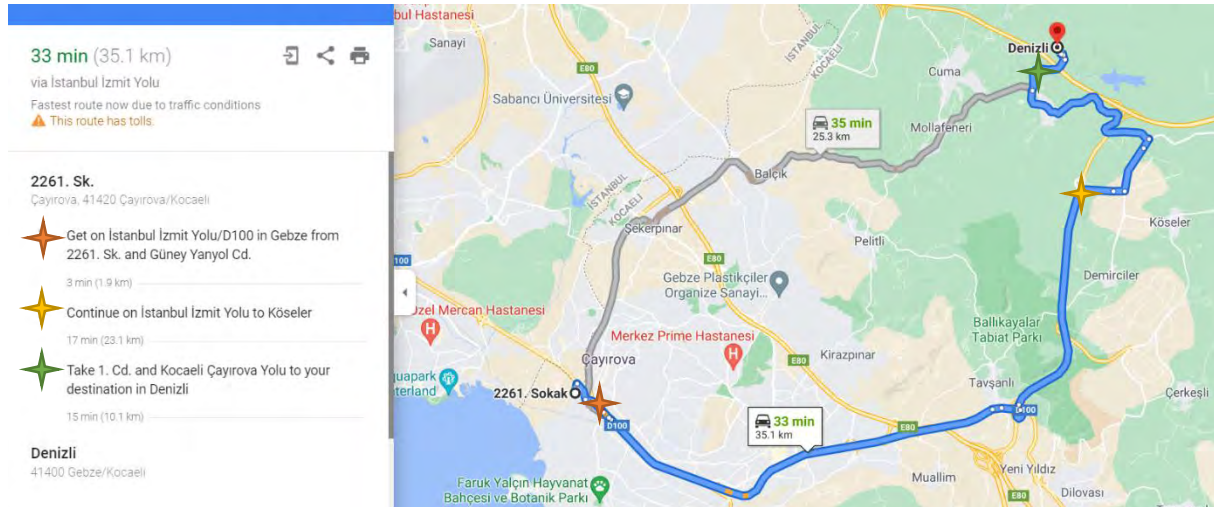 33 min (35.1 km)
via İstanbul İzmit Yolu
Fastest route now due to traffic conditions
This route has tolls.
2261. Sk.
Çayırova, 41420 Çayırova/Kocaeli
Get on İstanbul İzmit Yolu/D100 in Gebze from
2261. Sk. and Güney Yanyol Cd.
3 min (1.9 km)
Continue on İstanbul İzmit Yolu to Köseler
17 min (23.1 km)
Take 1. Cd. and Kocaeli Çayırova Yolu to your
destination in Denizli
15 min (10.1 km)
Denizli
41400 Gebze/Kocaeli
bul Hastanesi
Sanayi
E80
İSTANBUL
KOCAELİ
Denizli
Cuma
Sabancı Üniversitesi
35 min
25.3 km
Mollafeneri
Balçık
İSTANBUL
KOCAELİ
Şekerpınar
Köseler
Pelitli
100
E80
Gebze Plastikçiler
Organize Sanayi...
Demirciler
Özel Mercan Hastanesi
Merkez Prime Hastanesi
Ballıkayalar
Tabiat Parkı
Çayırova
E80
Kirazpınar
quapark
terland
2261. Sokak
Tavşanlı
Çerkeşli
D100
D100
33 min
35.1 km
E80
Faruk Yalçın Hayvanat
Bahçesi ve Botanik Parkı
Muallim
Yeni Yıldız
E80
Dilovası